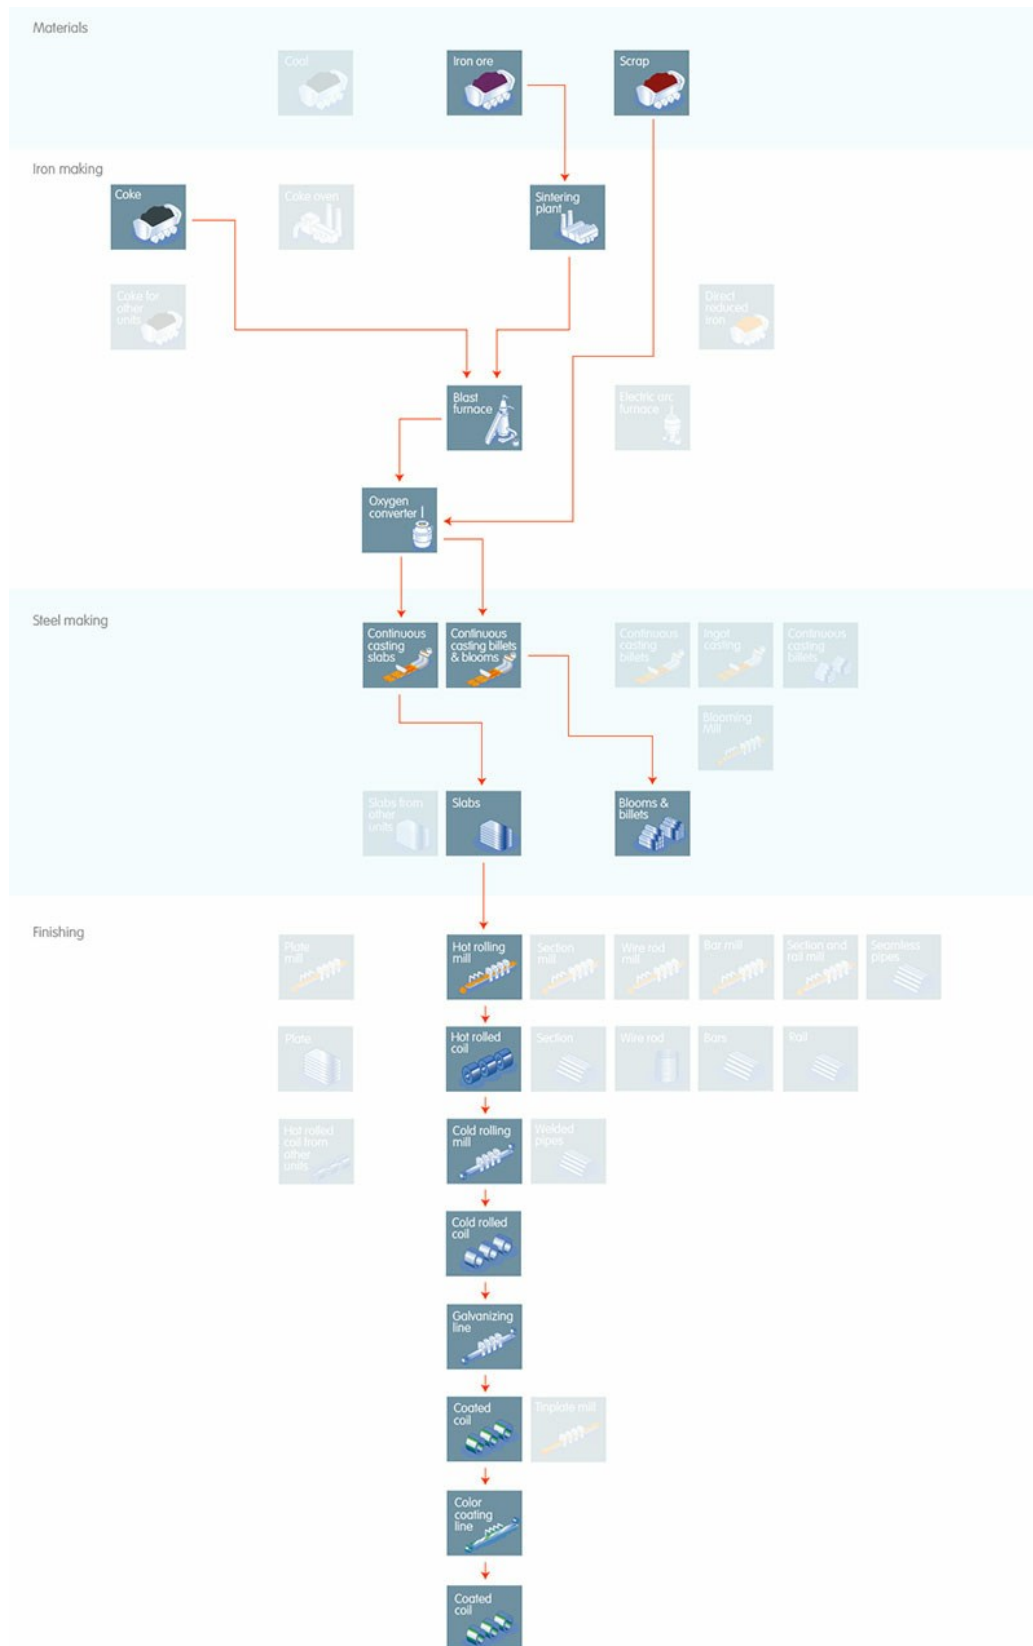 Materials
Coal
Iron ore
Scrap
Iron making
Coke
Coke oven
Sintering
plant
Coke for
other
units
Direct
reduced
iron
Blast
furnace
Electric arc
furnace
Oxygen
converter
Steel making
Continuous
casting
slabs
Continuous
casting billets
& blooms
Continuous
casting
billets
Ingot
casting
Continuous
casting
billets
Blooming
Mill
Slabs from
other
units
Slabs
Blooms &
billets
Finishing
Plate
mill
Hot rolling
mill
Section
mill
Wire rod
mill
Bar mill
Section and
rail mill
Seamless
pipes
Plate
Hot rolled
coil
Section
Wire rod
Bars
Rail
Hot rolled
coil from
other
units
Cold rolling
mill
Welded
pipes
Cold rolled
coil
Galvanizing
line
Coated
coil
Tinplate mill
Color
coating
line
Coated
coil